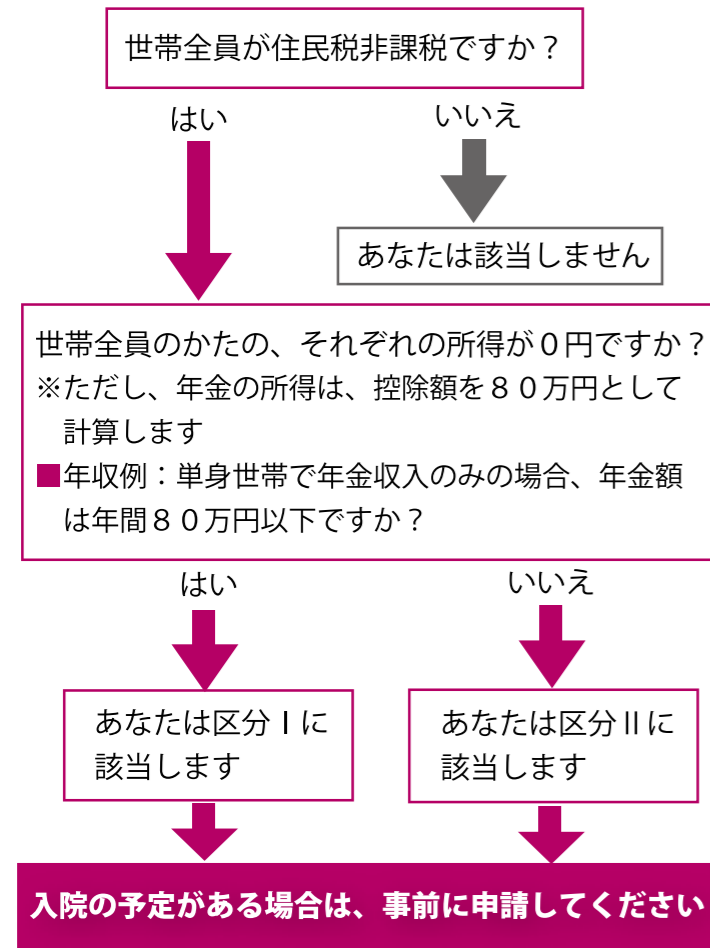 世帯全員が住民税非課税ですか？
はい
いいえ
あなたは該当しません
世帯全員のかたの、それぞれの所得が０円ですか？
※ただし、年金の所得は、控除額を８０万円として
計算します
■年収例：単身世帯で年金収入のみの場合、年金額
は年間８０万円以下ですか？
はい
いいえ
あなたは区分Ⅰに
該当します
あなたは区分Ⅱに
該当します
入院の予定がある場合は、事前に申請してください